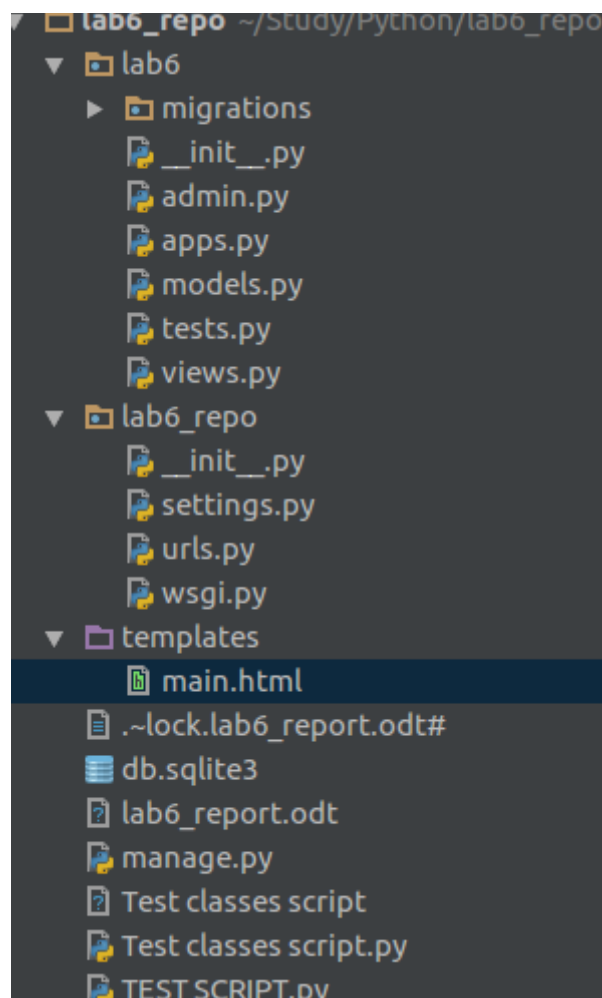 lab6_repo ~/Study/Python/lab6_repo
lab6
migrations
__init__.py
admin.py
apps.py
models.py
tests.py
views.py
lab6_repo
__init__.py
settings.py
urls.py
wsgi.py
templates
main.html
.~lock.lab6_report.odt#
db.sqlite3
lab6_report.odt
manage.py
Test classes script
Test classes script.py
TEST SCRIPT.py